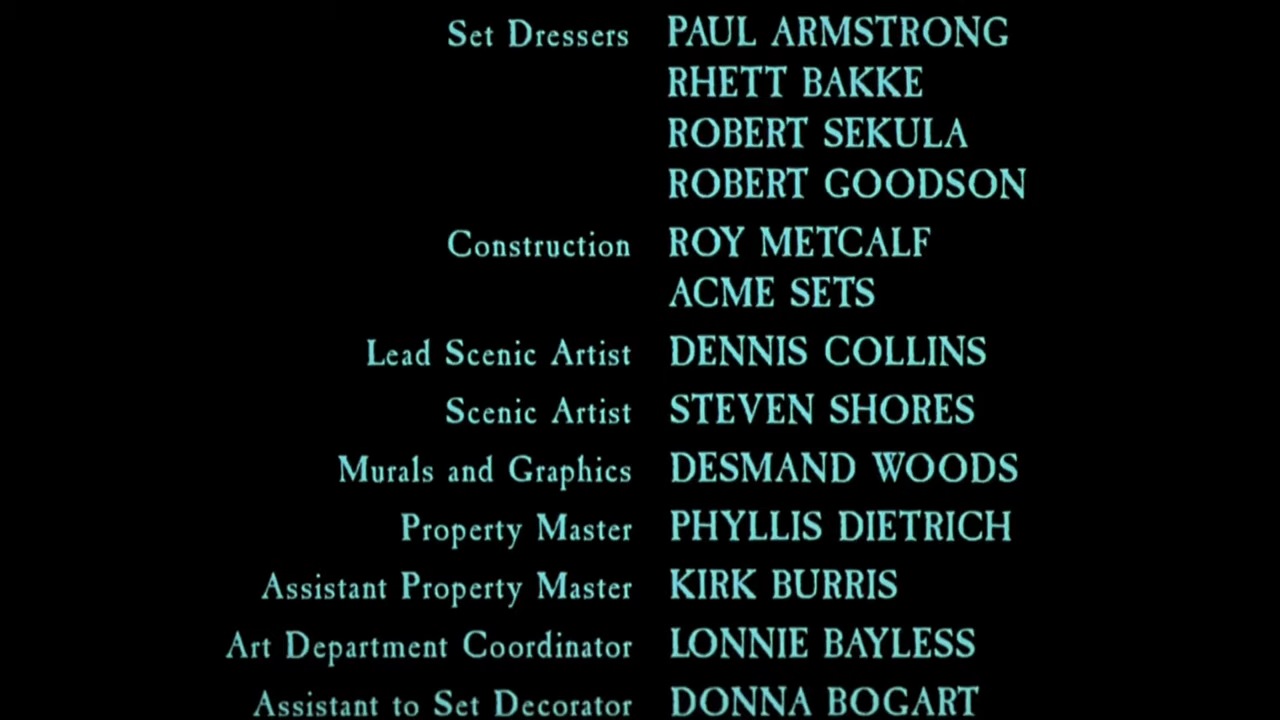 Set Dressers PAUL ARMSTRONG
RHETT BAKKE
ROBERT SEKULA
ROBERT GOODSON
Construction ROY METCALF
ACME SETS
Lead Scenic Artist DENNIS COLLINS
Scenic Artist STEVEN SHORES
Murals and Graphics DESMAND WOODS
Property Master PHYLLIS DIETRICH
Assistant Property Master KIRK BURRIS
Art Department Coordinator LONNIE BAYLESS
Assistant to Set Decorator DONNA BOGART